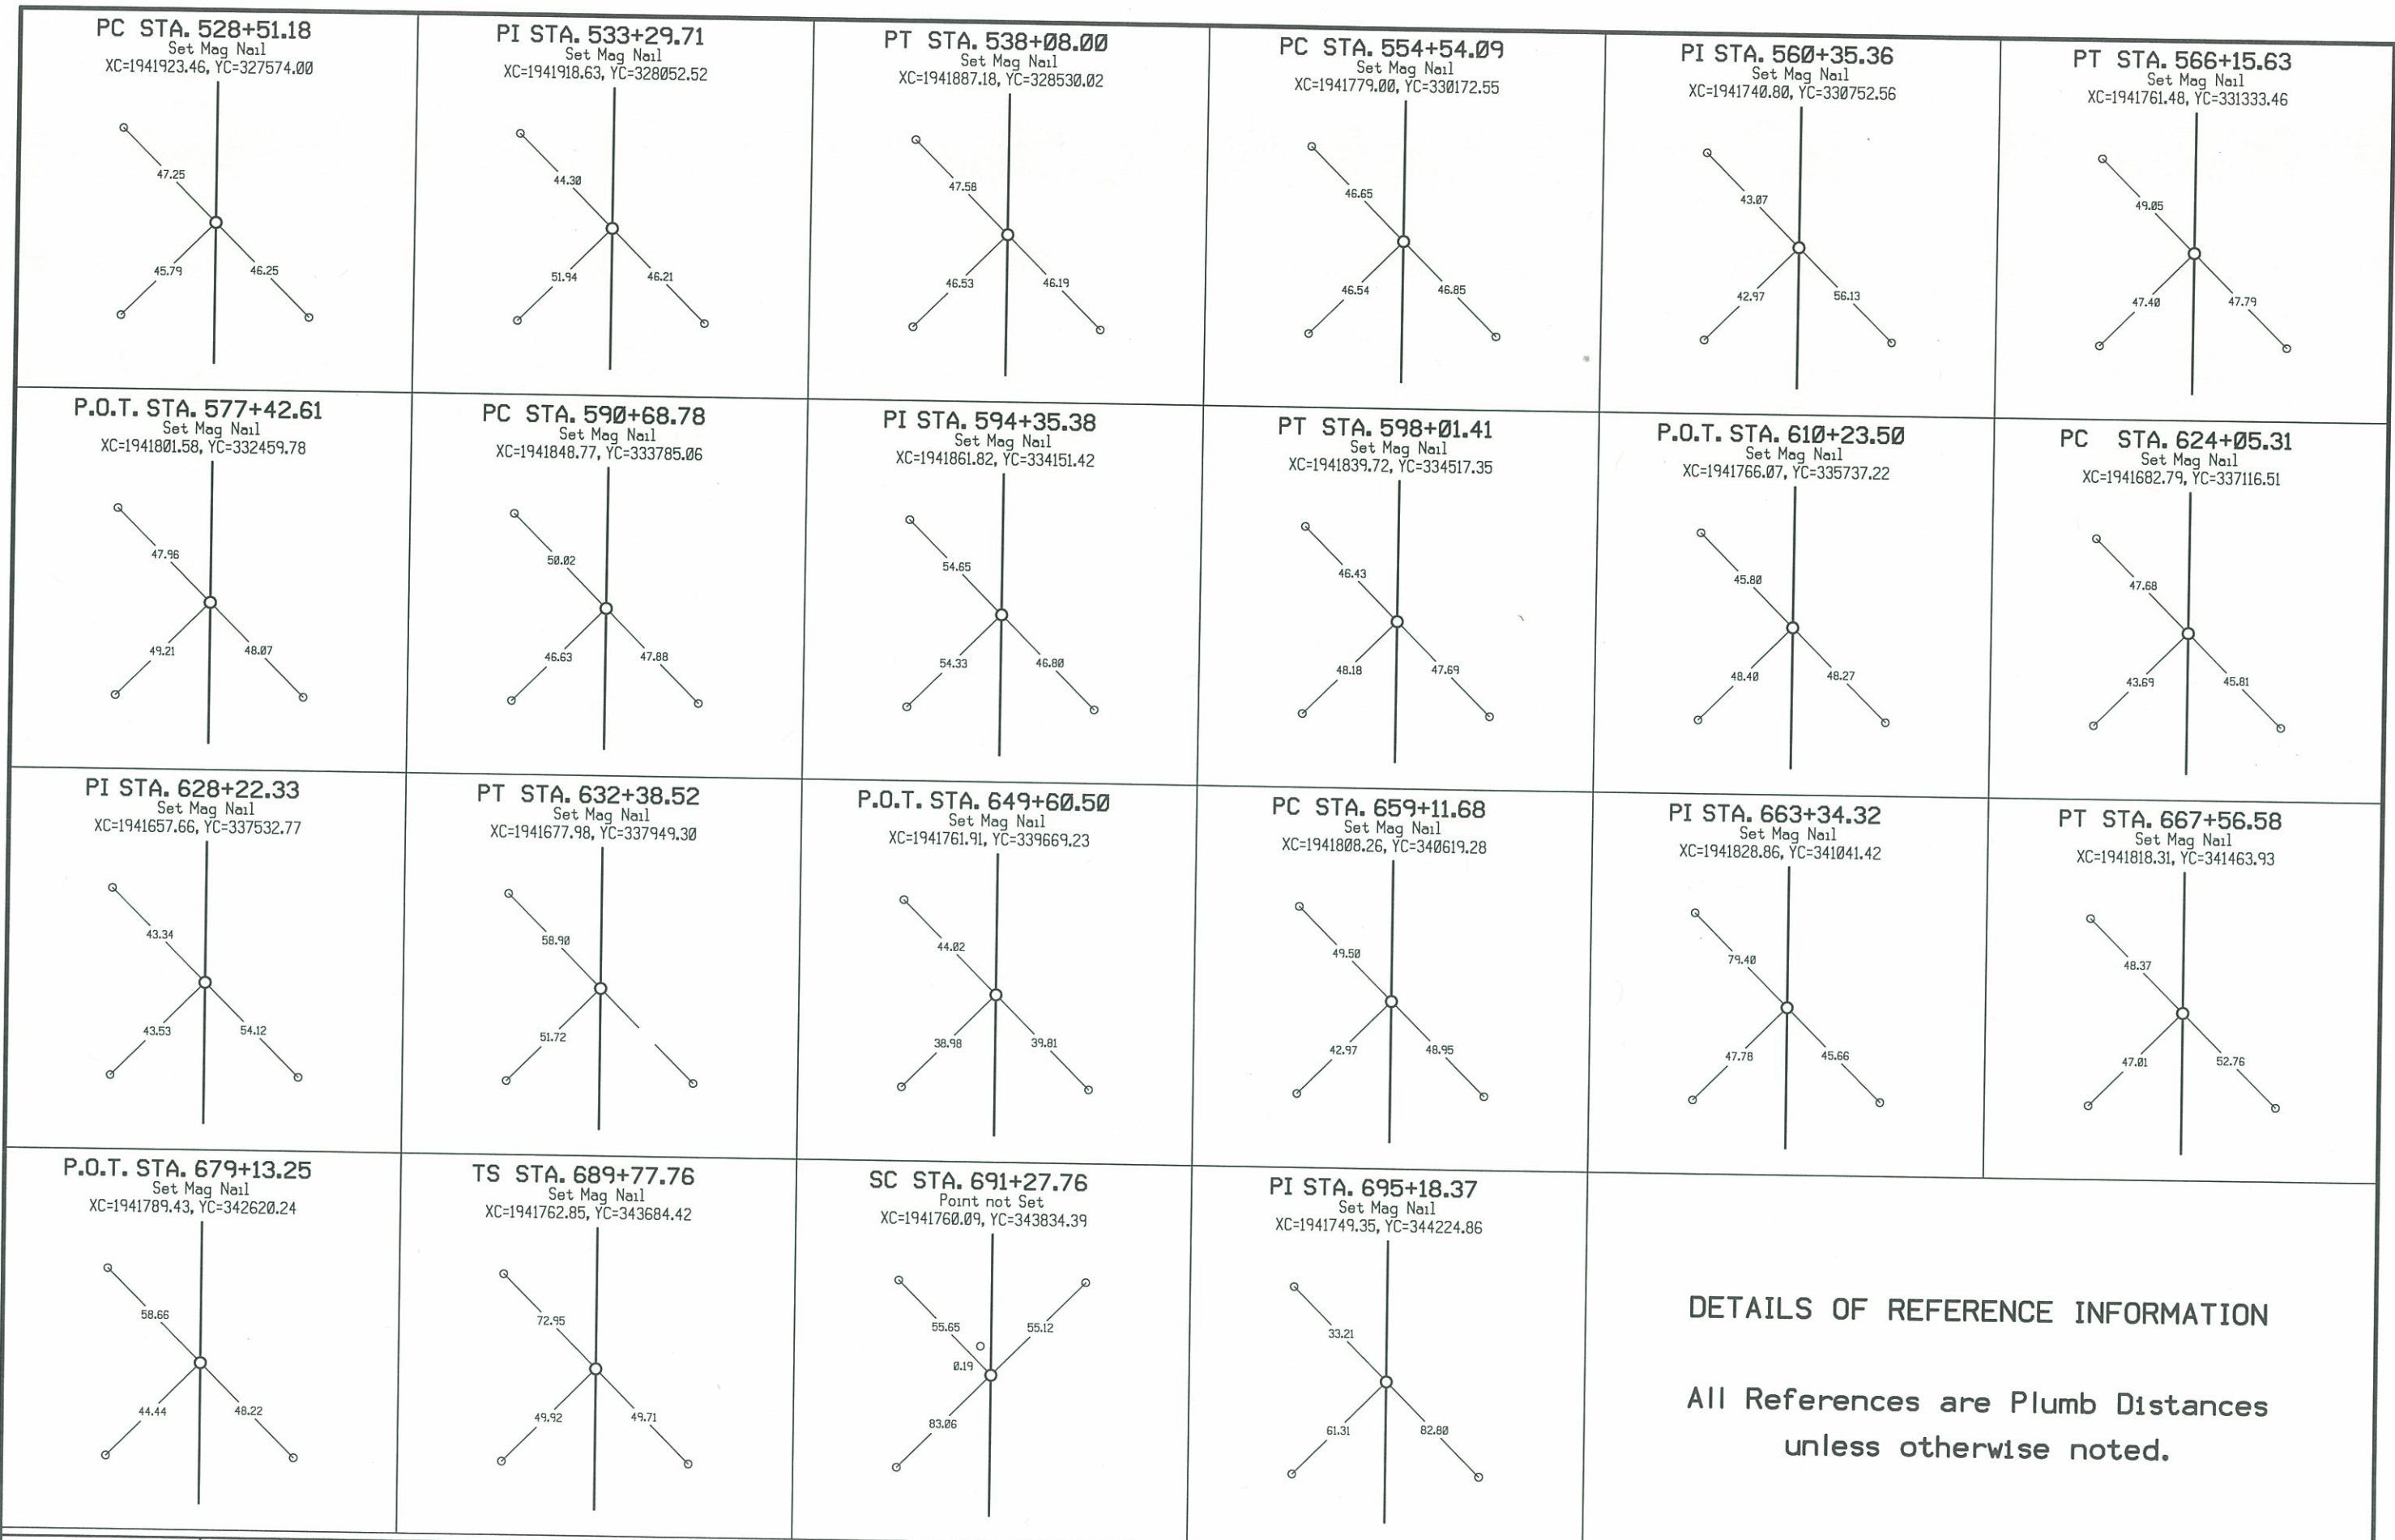 PC STA. 528+51.18
Set Mag Nail
XC=1941923.46, YC=327574.00
47.25
45.79
46.25
PI STA. 533+29.71
Set Mag Nail
XC=1941918.63, YC=328052.52
44.30
51.94
46.21
PT STA. 538+08.00
Set Mag Nail
XC=1941887.18, YC=328530.02
47.58
46.53
46.19
PC STA. 554+54.09
Set Mag Nail
XC=1941779.00, YC=330172.55
46.65
46.54
46.85
PI STA. 560+35.36
Set Mag Nail
XC=1941740.80, YC=330752.56
43.07
42.97
56.13
PT STA. 566+15.63
Set Mag Nail
XC=1941761.48, YC=331333.46
49.05
47.40
47.79
P.O.T. STA. 577+42.61
Set Mag Nail
XC=1941801.58, YC=332459.78
47.96
49.21
48.07
PC STA. 590+68.78
Set Mag Nail
XC=1941848.77, YC=333785.06
50.02
46.63
47.88
PI STA. 594+35.38
Set Mag Nail
XC=1941861.82, YC=334151.42
54.65
54.33
46.80
PT STA. 598+01.41
Set Mag Nail
XC=1941839.72, YC=334517.35
46.43
48.18
47.69
P.O.T. STA. 610+23.50
Set Mag Nail
XC=1941766.07, YC=335737.22
45.80
48.40
48.27
PC STA. 624+05.31
Set Mag Nail
XC=1941682.79, YC=337116.51
47.68
43.69
45.81
PI STA. 628+22.33
Set Mag Nail
XC=1941657.66, YC=337532.77
43.34
43.53
54.12
PT STA. 632+38.52
Set Mag Nail
XC=1941677.98, YC=337949.30
58.90
51.72
P.O.T. STA. 649+60.50
Set Mag Nail
XC=1941761.91, YC=339669.23
44.02
38.98
39.81
PC STA. 659+11.68
Set Mag Nail
XC=1941808.26, YC=340619.28
49.50
42.97
48.95
PI STA. 663+34.32
Set Mag Nail
XC=1941828.86, YC=341041.42
79.40
47.78
45.66
PT STA. 667+56.58
Set Mag Nail
XC=1941818.31, YC=341463.93
48.37
47.01
52.76
P.O.T. STA. 679+13.25
Set Mag Nail
XC=1941789.43, YC=342620.24
58.66
44.44
48.22
TS STA. 689+77.76
Set Mag Nail
XC=1941762.85, YC=343684.42
72.95
49.92
49.71
SC STA. 691+27.76
Point not Set
XC=1941760.09, YC=343834.39
55.65
55.12
0.19
83.06
PI STA. 695+18.37
Set Mag Nail
XC=1941749.35, YC=344224.86
33.21
61.31
82.80
DETAILS OF REFERENCE INFORMATION
All References are Plumb Distances
unless otherwise noted.